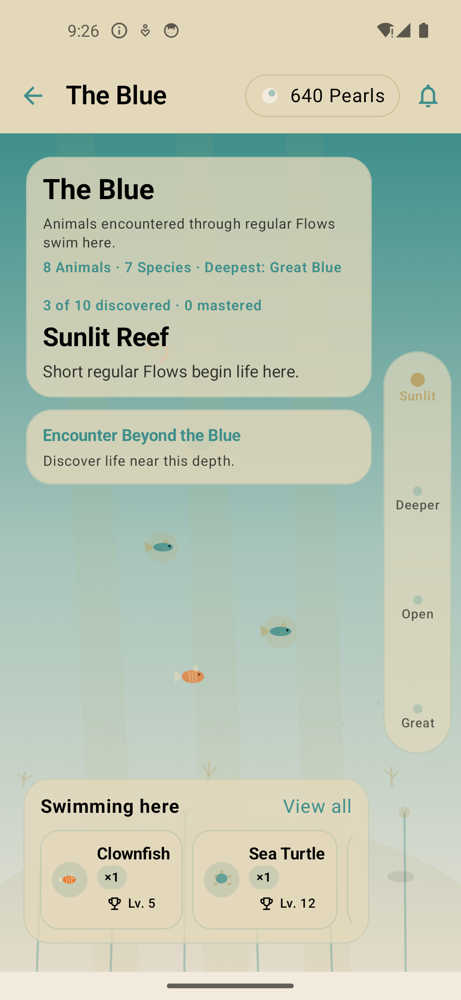 9:26
The Blue
640 Pearls
The Blue
Animals encountered through regular Flows
swim here.
8 Animals · 7 Species · Deepest: Great Blue
3 of 10 discovered · 0 mastered
Sunlit Reef
Short regular Flows begin life here.
Encounter Beyond the Blue
Discover life near this depth.
Sunlit
Deeper
Open
Great
Swimming here
View all
Clownfish
×1
Lv. 5
Sea Turtle
×1
Lv. 12